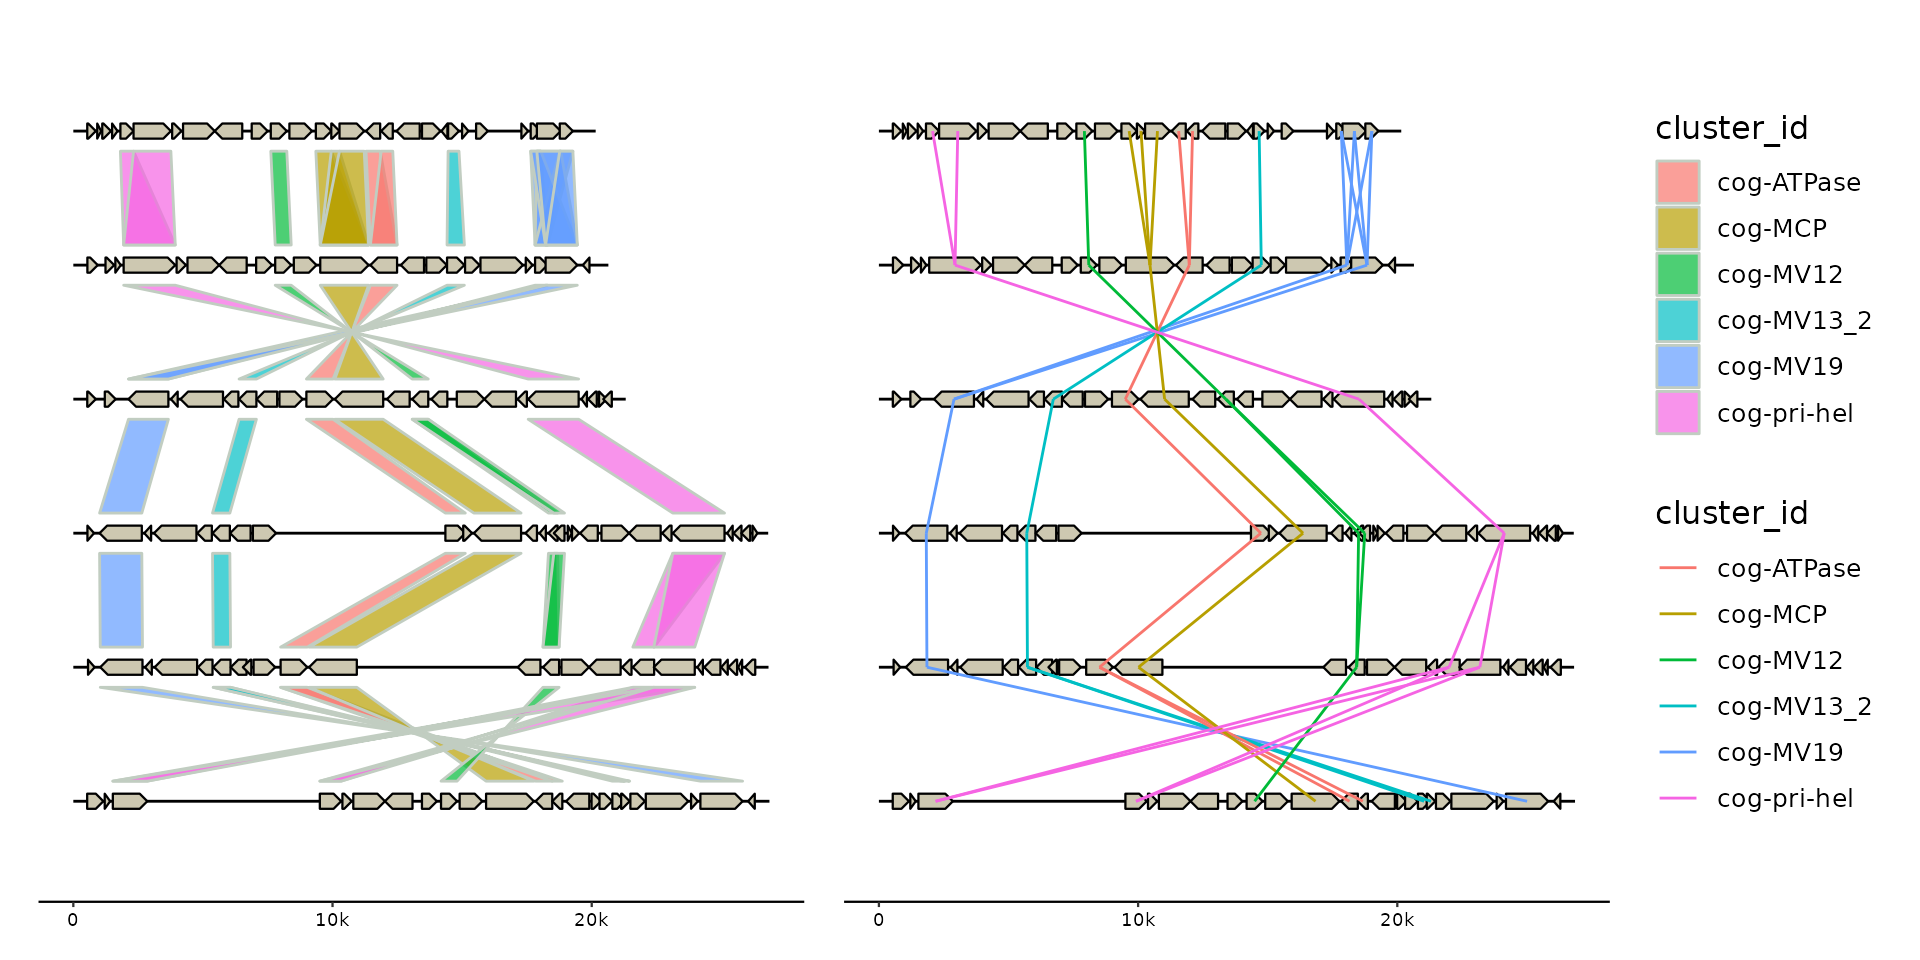 cluster_id
cog-ATPase
cog-MCP
cog-MV12
cog-MV13_2
cog-MV19
cog-pri-hel
cluster_id
cog-ATPase
cog-MCP
cog-MV12
cog-MV13_2
cog-MV19
cog-pri-hel
0 10k 20k
0 10k 20k